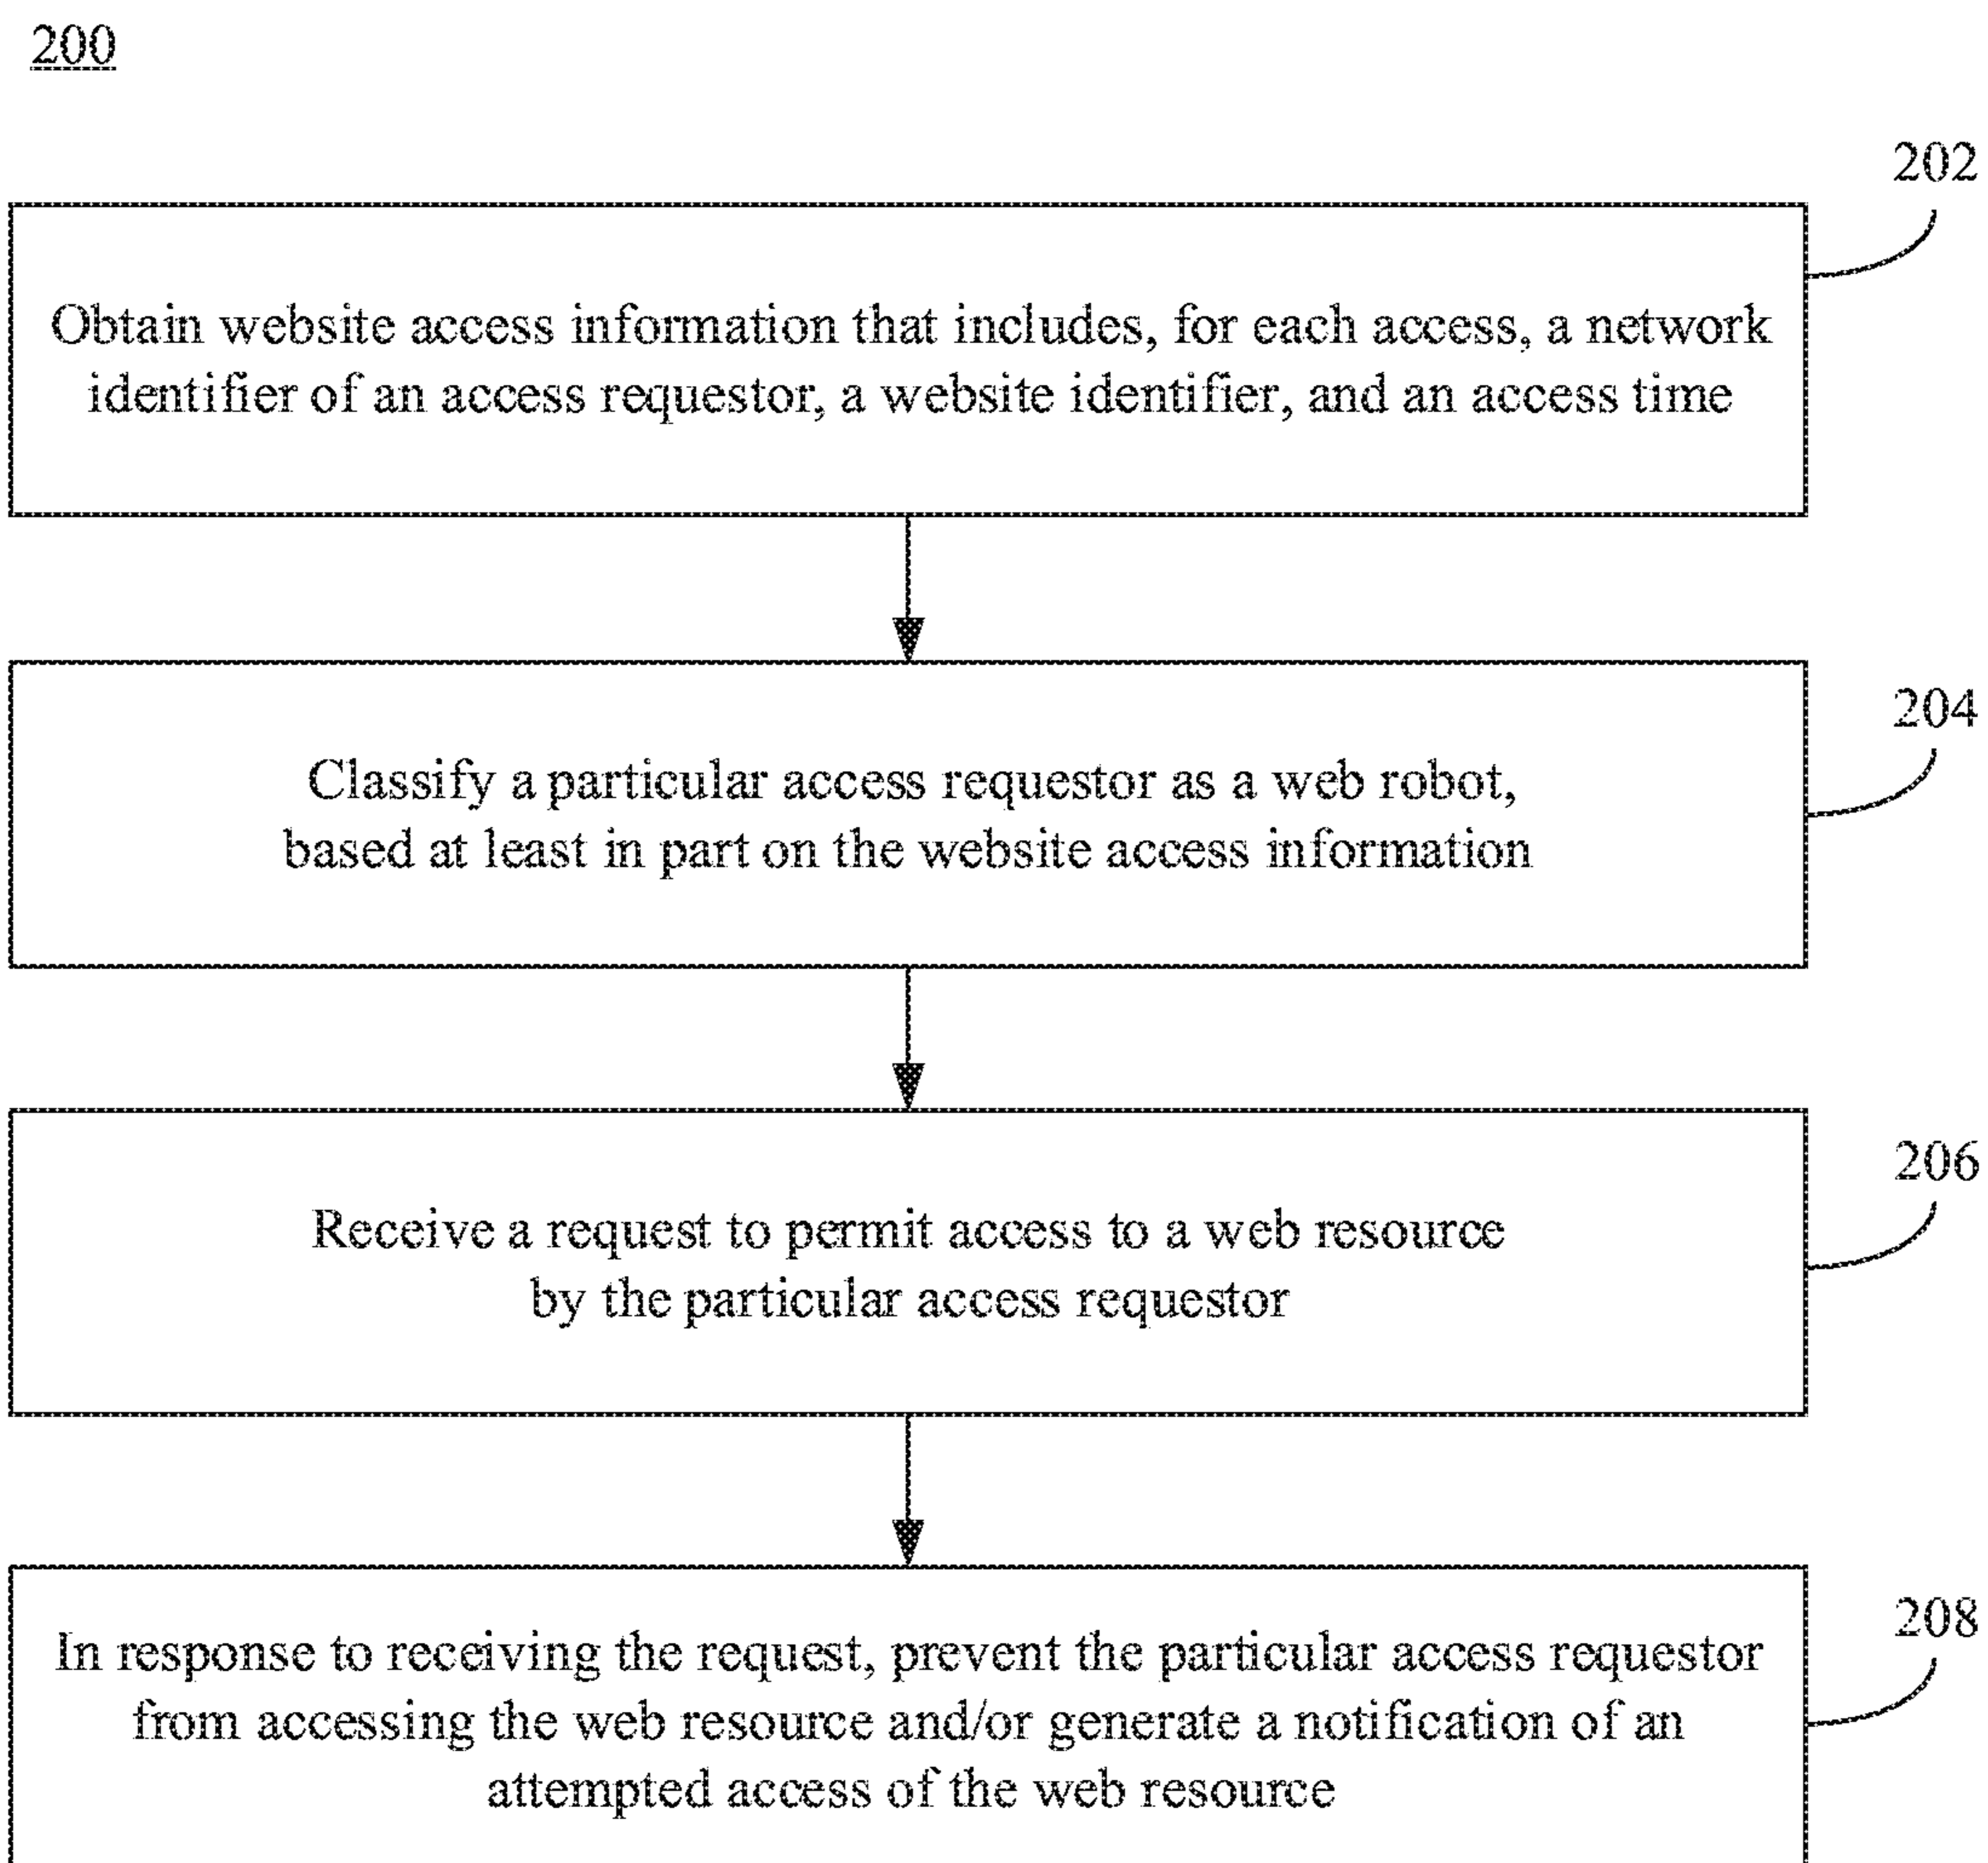 200
202
Obtain website access information that includes, for each access, a network
identifier of an access requestor, a website identifier, and an access time
204
Classify a particular access requestor as a web robot,
based at least in part on the website access information
206
Receive a request to permit access to a web resource
by the particular access requestor
208
In response to receiving the request, prevent the particular access requestor
from accessing the web resource and/or generate a notification of an
attempted access of the web resource